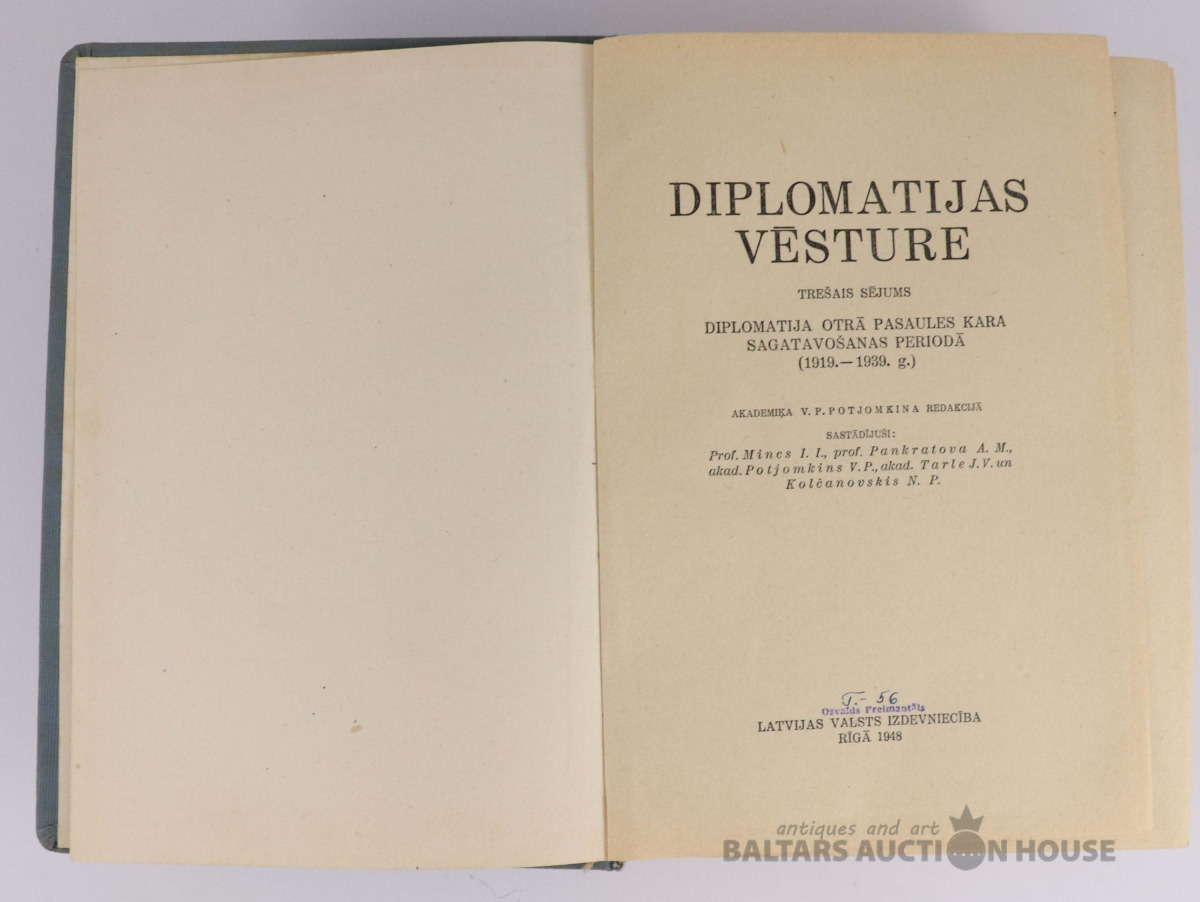 DIPLOMATIJAS
VĒSTURE
TREŠAIS SĒJUMS
DIPLOMATIJA OTRĀ PASAULES KARA
SAGATAVOŠANAS PERIODĀ
(1919.—1939. g.)
AKADEMIĶA V. P. POTJOMKINA REDAKCIJĀ
SASTĀDĪJUŠI:
Prof. Mincs I. I., prof. Pankratova A. M.,
akad. Potjomkins V. P., akad. Tarle J. V. un
Kolčanovskis N. P.
56
Osvalds Freimantāls
LATVIJAS VALSTS IZDEVNIECĪBA
RĪGĀ 1948
antiques and art
BALTARS AUCTION HOUSE